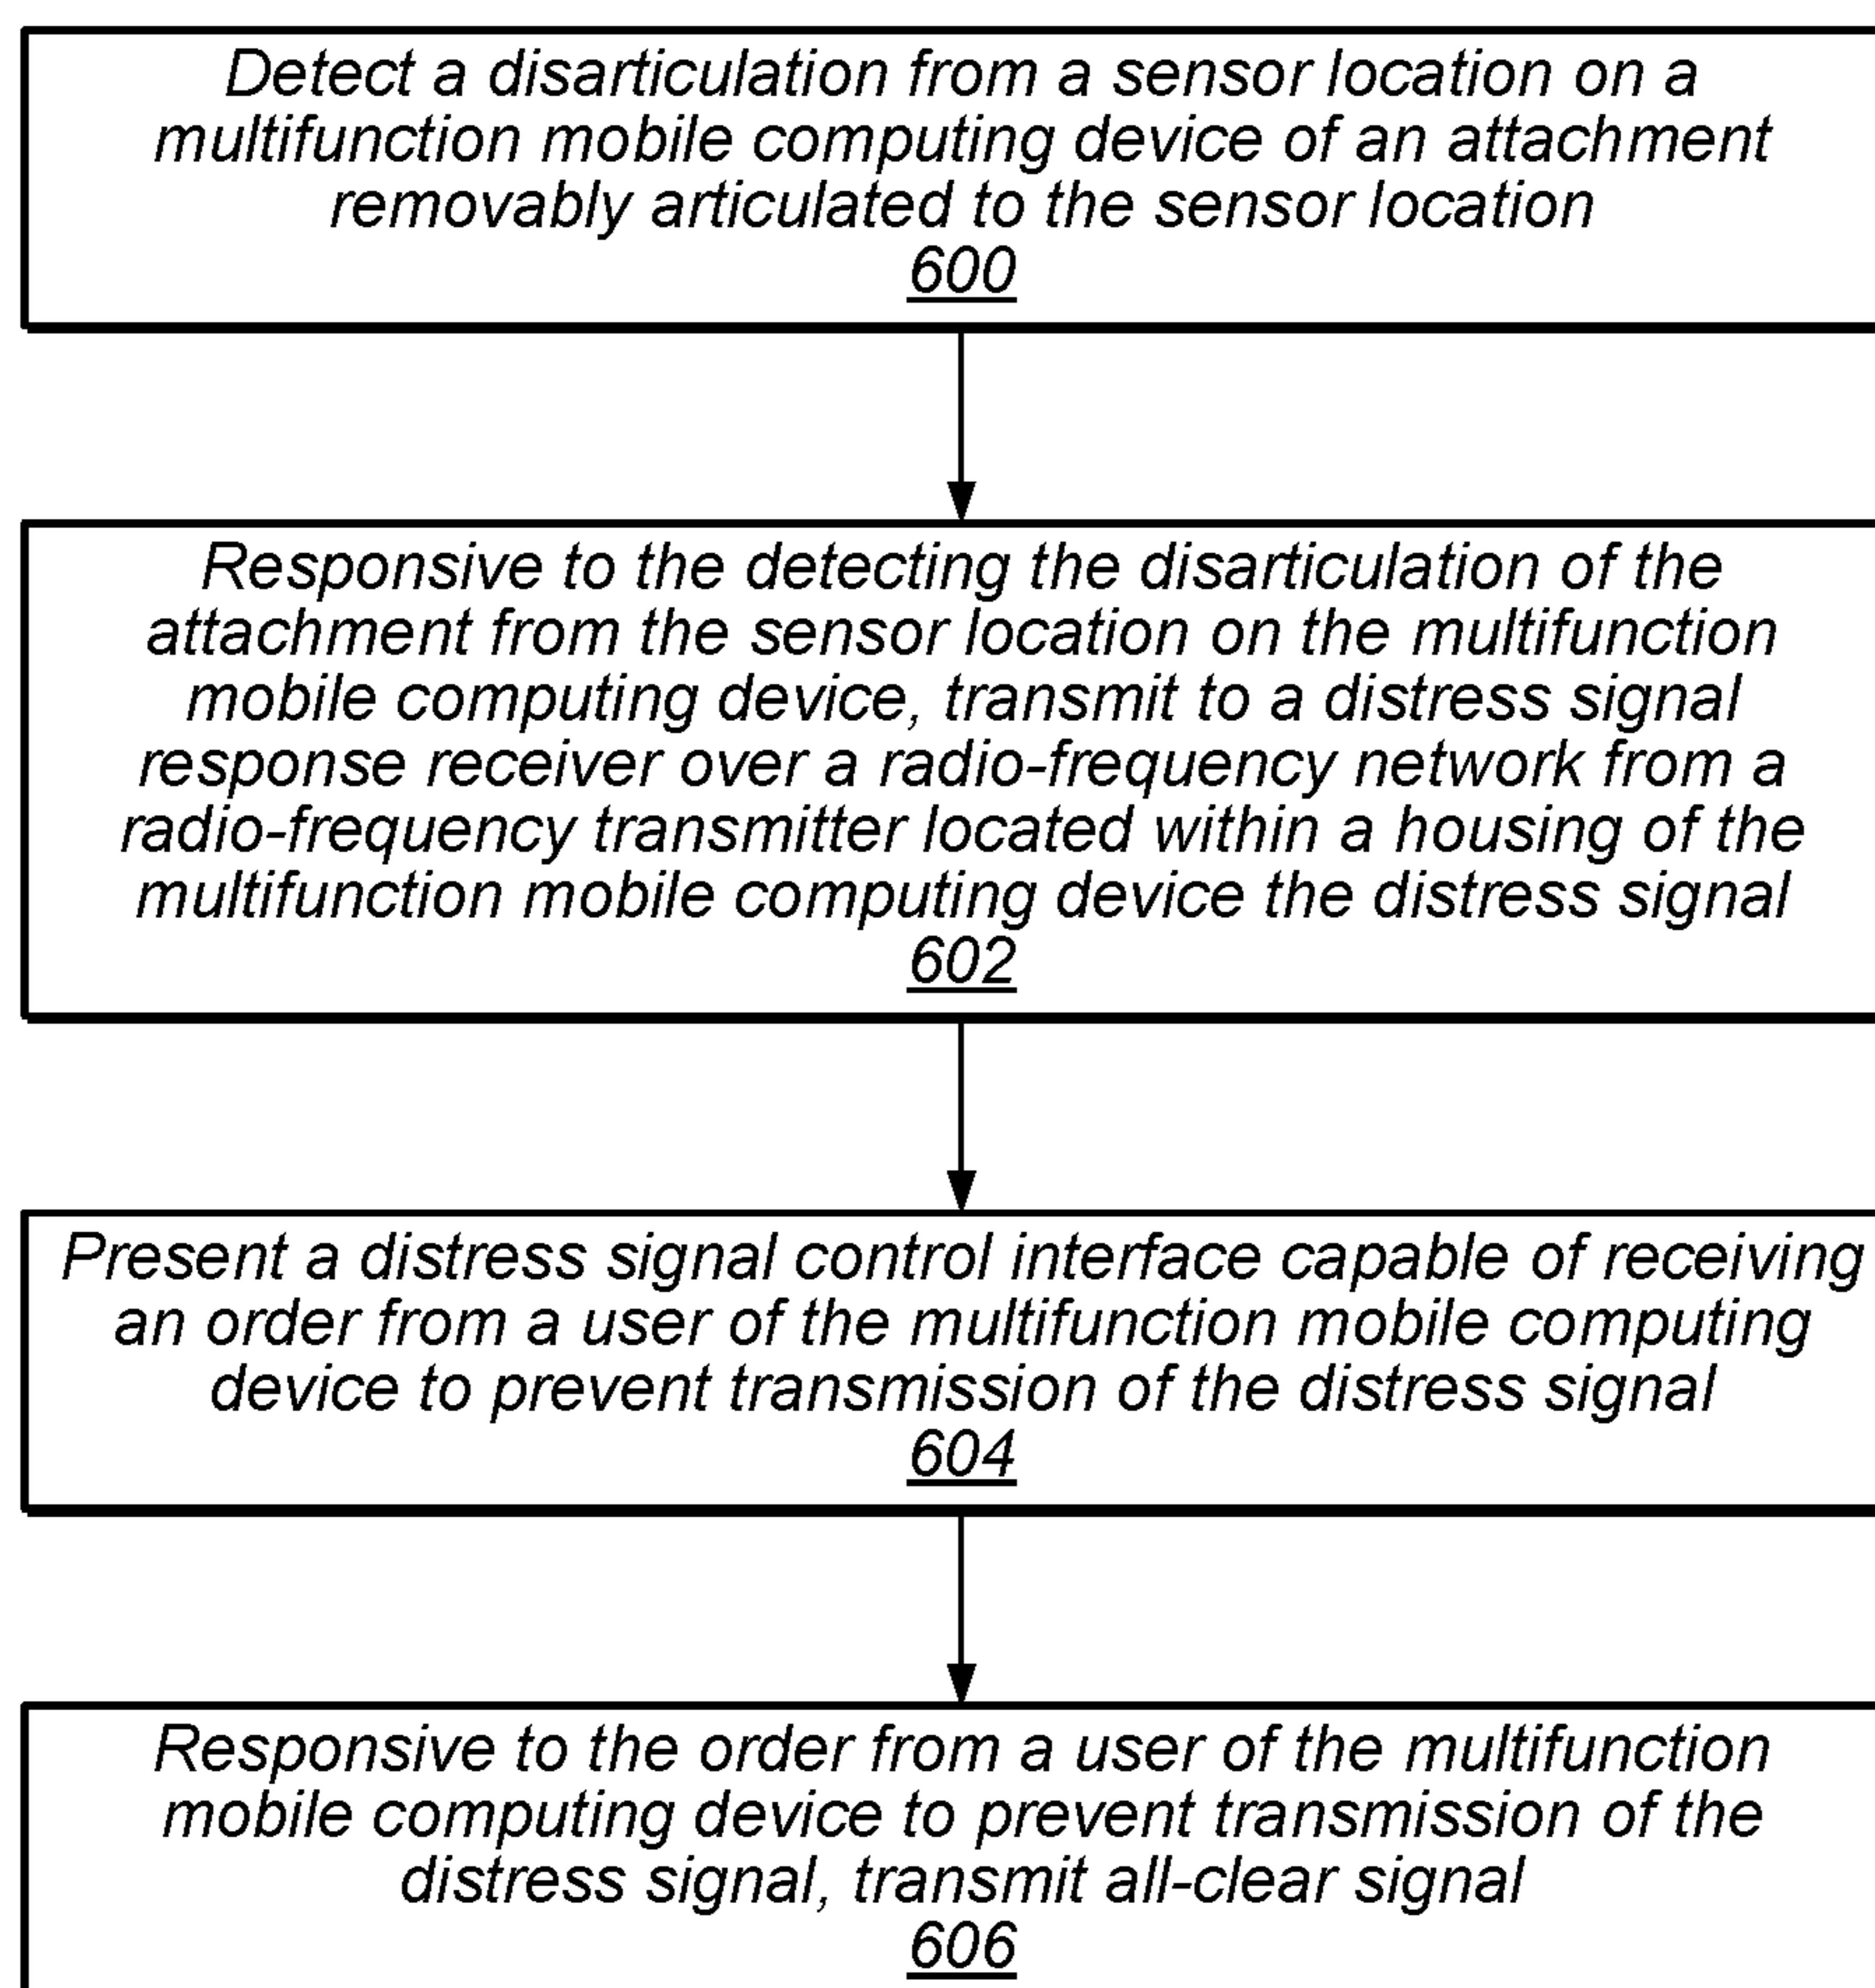 Detect a disarticulation from a sensor location on a
multifunction mobile computing device of an attachment
removably articulated to the sensor location
600
Responsive to the detecting the disarticulation of the
attachment from the sensor location on the multifunction
mobile computing device, transmit to a distress signal
response receiver over a radio-frequency network from a
radio-frequency transmitter located within a housing of the
multifunction mobile computing device the distress signal
602
Present a distress signal control interface capable of receiving
an order from a user of the multifunction mobile computing
device to prevent transmission of the distress signal
604
Responsive to the order from a user of the multifunction
mobile computing device to prevent transmission of the
distress signal, transmit all-clear signal
606